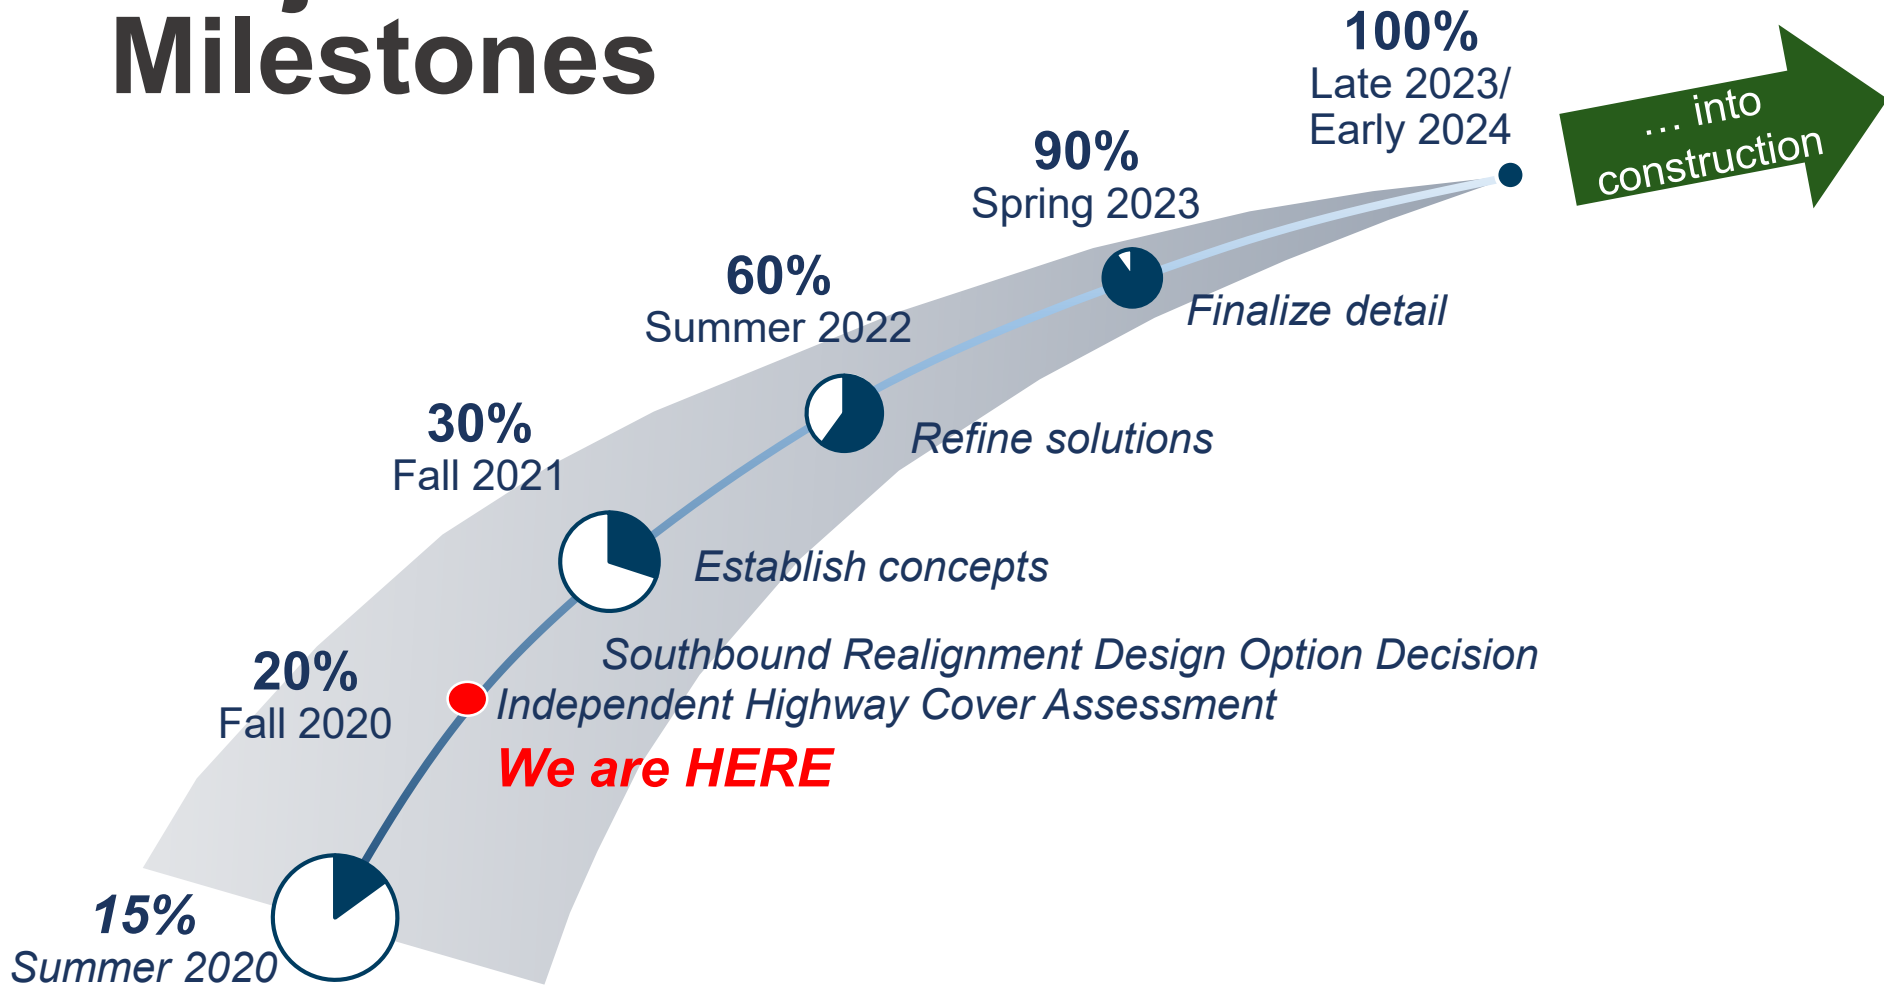 Milestones
100%
Late 2023/
Early 2024
… into
construction
90%
Spring 2023
Finalize detail
60%
Summer 2022
Refine solutions
30%
Fall 2021
Establish concepts
Southbound Realignment Design Option Decision
20%
Fall 2020
Independent Highway Cover Assessment
We are HERE
15%
Summer 2020